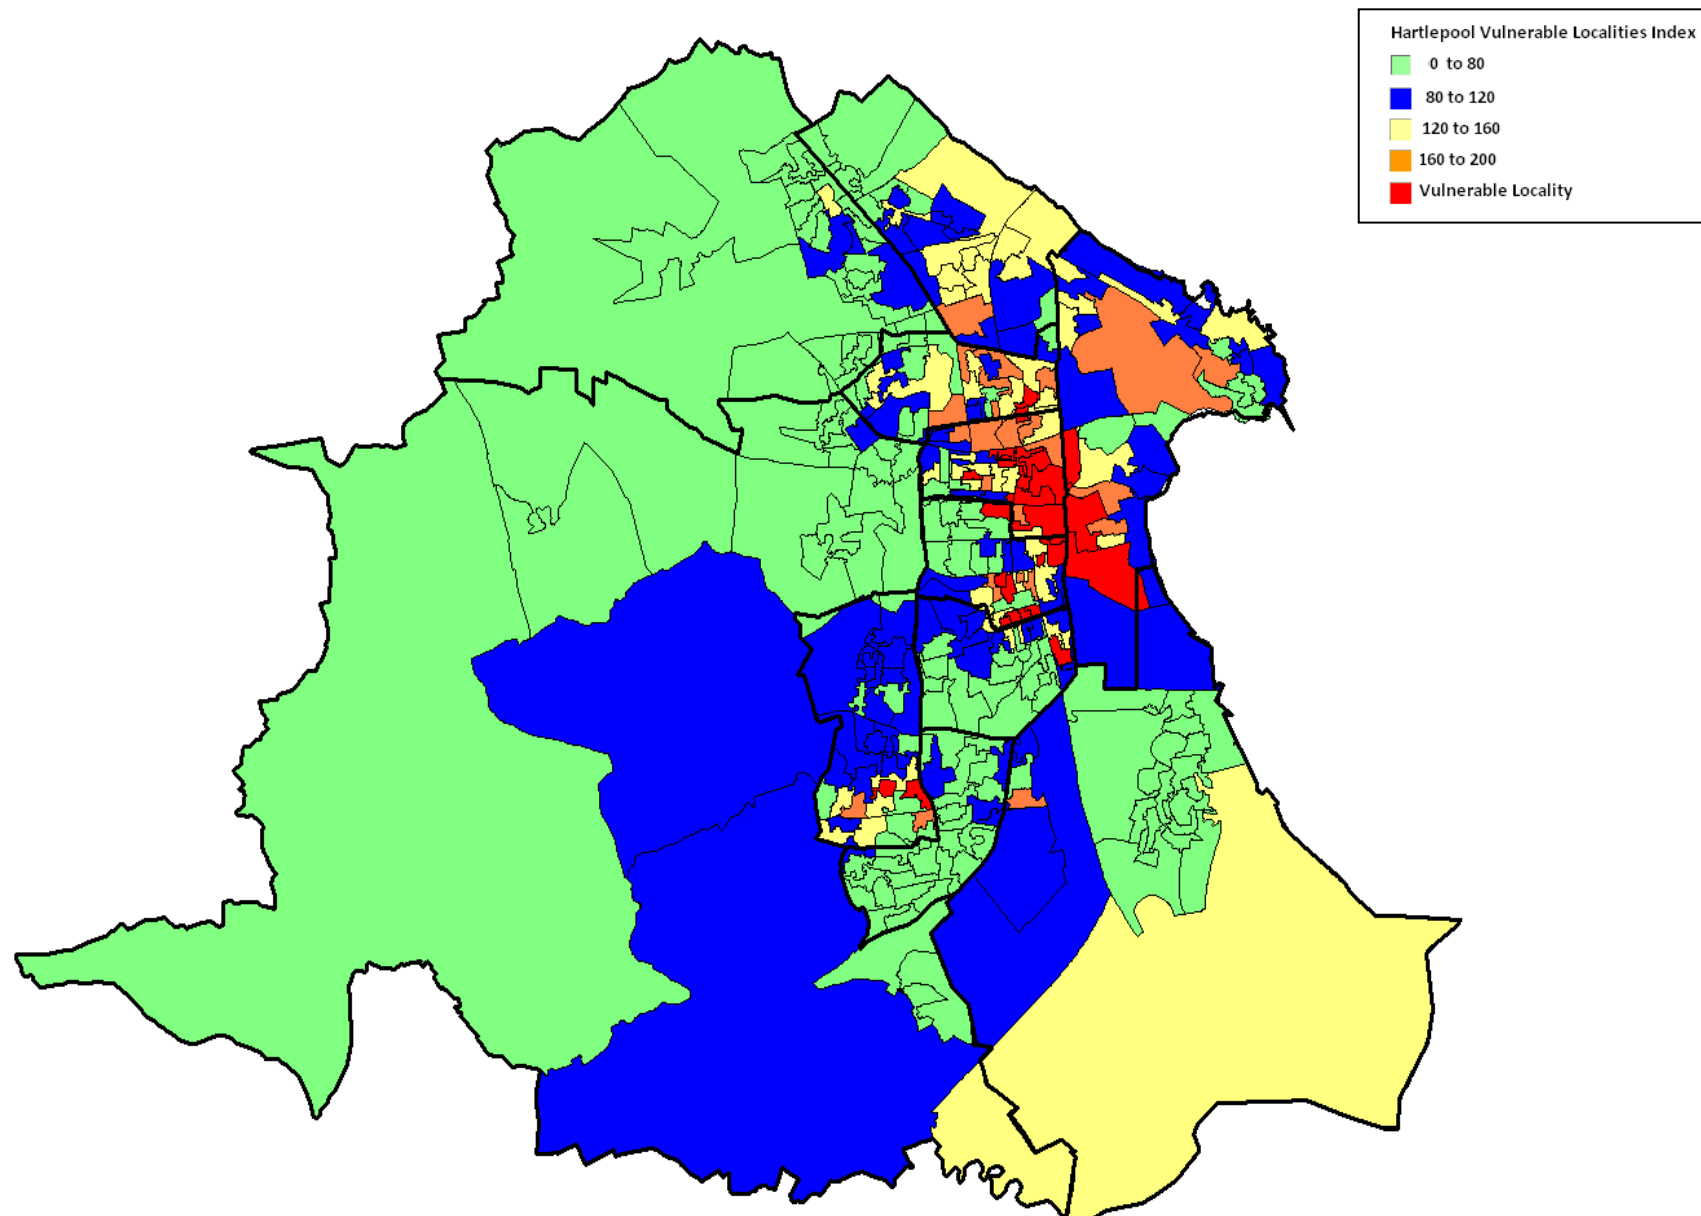 Hartlepool Vulnerable Localities Index
0 to 80
80 to 120
120 to 160
160 to 200
Vulnerable Locality